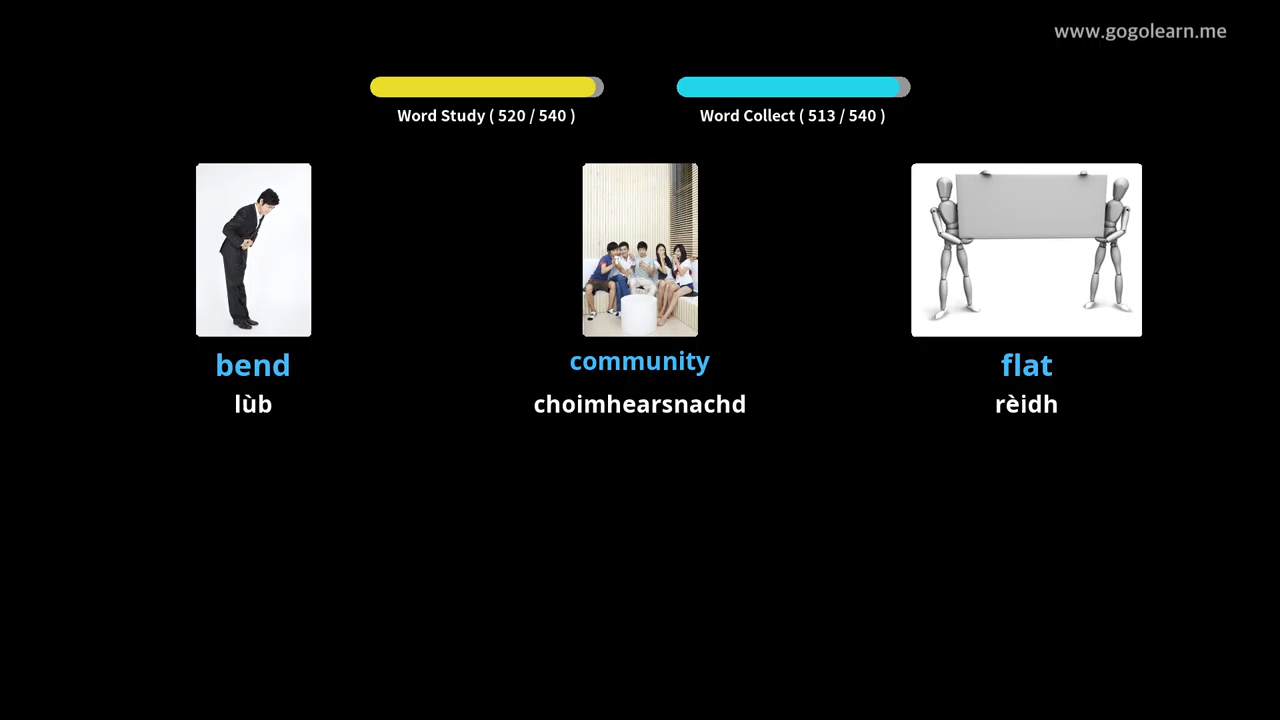 www.gogolearn.me
Word Study ( 520 / 540 )
Word Collect ( 513 / 540 )
bend
community
flat
lùb
choimhearsnachd
rèidh